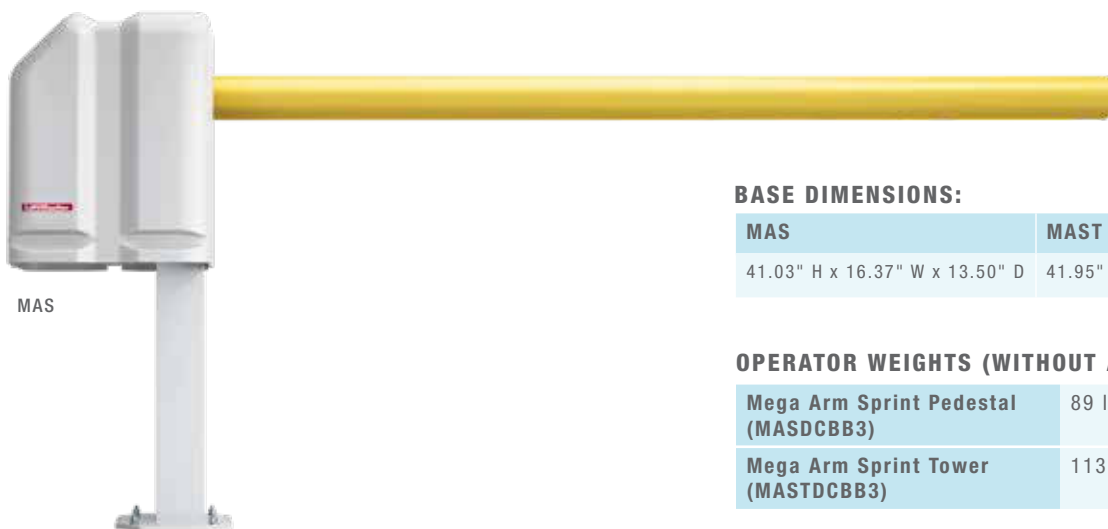 MAS
BASE DIMENSIONS:
MAS MAST
41.03" H x 16.37" W x 13.50" D 41.95"
OPERATOR WEIGHTS (WITHOUT
Mega Arm Sprint Pedestal 89
(MASDCBB3)
Mega Arm Sprint Tower 113
(MASTDCBB3)